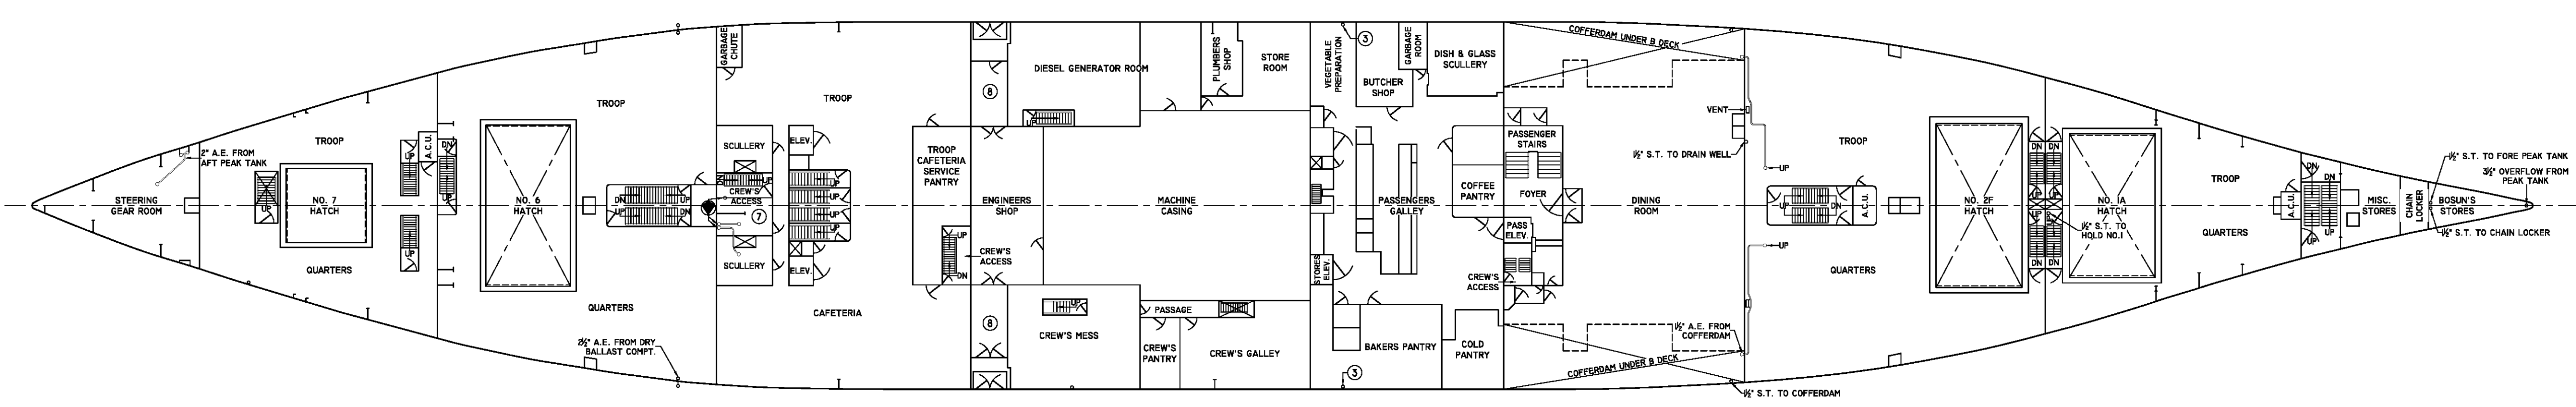 STEERING
GEAR ROOM
2" A.E. FROM
AFT PEAK TANK
TROOP
NO. 7
HATCH
QUARTERS
UP
UP
UP
A.C.U.
DN
UP
TROOP
NO. 6
HATCH
QUARTERS
2½" A.E. FROM DRY
BALLAST COMPT.
DN
UP
UP
DN
GARBAGE
CHUTE
SCULLERY
DN
UP
CREW'S
ACCESS
7
SCULLERY
TROOP
ELEV.
UP
UP
UP
UP
ELEV.
CAFETERIA
TROOP
CAFETERIA
SERVICE
PANTRY
UP
DN
CREW'S
ACCESS
8
8
ENGINEERS
SHOP
DIESEL GENERATOR ROOM
UP
UP
CREW'S MESS
PLUMBERS
SHOP
STORE
ROOM
MACHINE
CASING
PASSAGE
CREW'S
PANTRY
CREW'S GALLEY
VEGETABLE
PREPARATION
3
BUTCHER
SHOP
GARBAGE
ROOM
DISH & GLASS
SCULLERY
PASSENGERS
GALLEY
STORES
ELEV.
3
BAKERS PANTRY
COLD
PANTRY
COFFEE
PANTRY
PASSENGER
STAIRS
FOYER
PASS
ELEV.
CREW'S
ACCESS
COFFERDAM UNDER B DECK
DINING
ROOM
COFFERDAM UNDER B DECK
VENT
1½" S.T. TO DRAIN WELL
1½" A.E. FROM
COFFERDAM
1½" S.T. TO COFFERDAM
UP
UP
TROOP
UP
DN
UP
A.C.U.
QUARTERS
NO. 2F
HATCH
DN
DN
UP
UP
UP
UP
DN
DN
NO. 1A
HATCH
1½" S.T. TO
HOLD NO.1
TROOP
QUARTERS
A.C.U.
DN
DN
UP
UP
MISC.
STORES
CHAIN
LOCKER
BOSUN'S
STORES
1½" S.T. TO FORE PEAK TANK
3½" OVERFLOW FROM
PEAK TANK
1½" S.T. TO CHAIN LOCKER